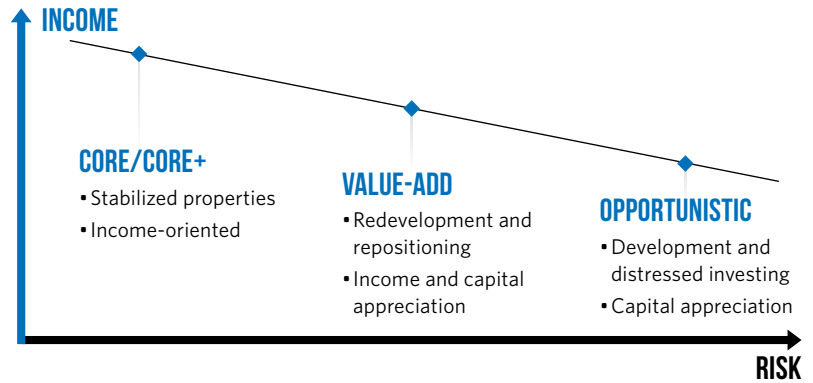 INCOME
CORE/CORE+
• Stabilized properties
• Income-oriented
VALUE-ADD
• Redevelopment and
repositioning
• Income and capital
appreciation
OPPORTUNISTIC
• Development and
distressed investing
• Capital appreciation
RISK